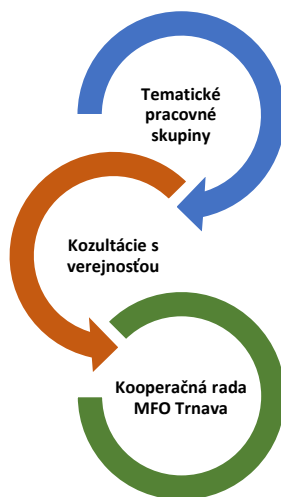 Tematické
pracovné
skupiny
Kozultácie s
verejnosťou
Kooperačná rada
MFO Trnava